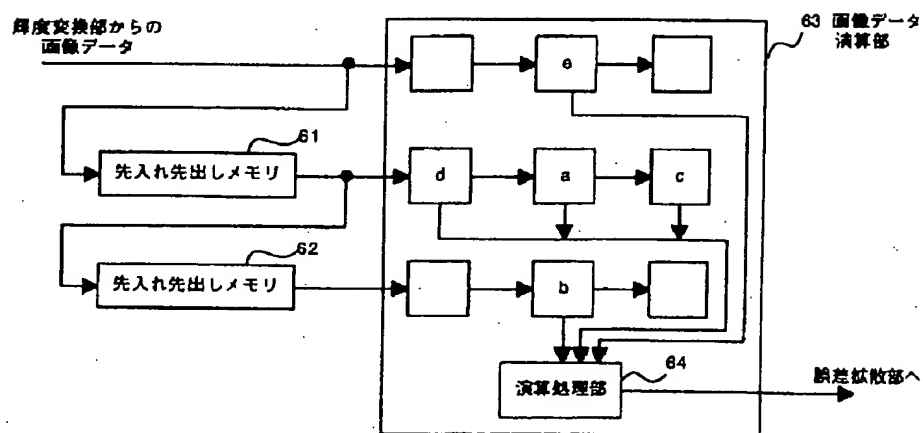 輝度変換部からの
画像データ
63 画像データ
演算部
e
61
先入れ先出しメモリ
d
a
c
62
先入れ先出しメモリ
b
64
演算処理部
誤差拡散部へ